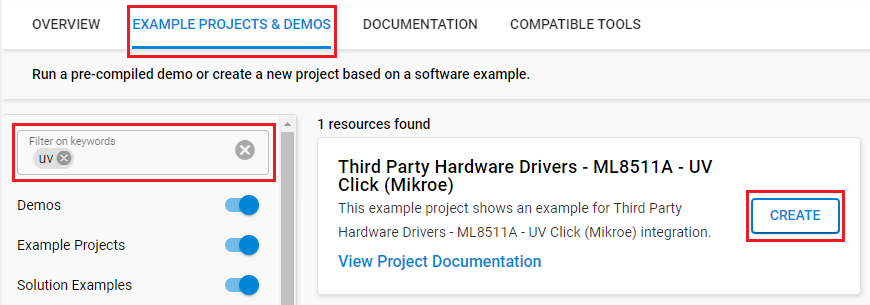 OVERVIEW EXAMPLE PROJECTS & DEMOS DOCUMENTATION COMPATIBLE TOOLS
Run a pre-compiled demo or create a new project based on a software example.
Filter on keywords
uv
Demos
Example Projects
Solution Examples
1 resources found
Third Party Hardware Drivers - ML8511A - UV
Click (Mikroe)
This example project shows an example for Third Party
Hardware Drivers - ML8511A - UV Click (Mikroe) integration.
View Project Documentation
CREATE